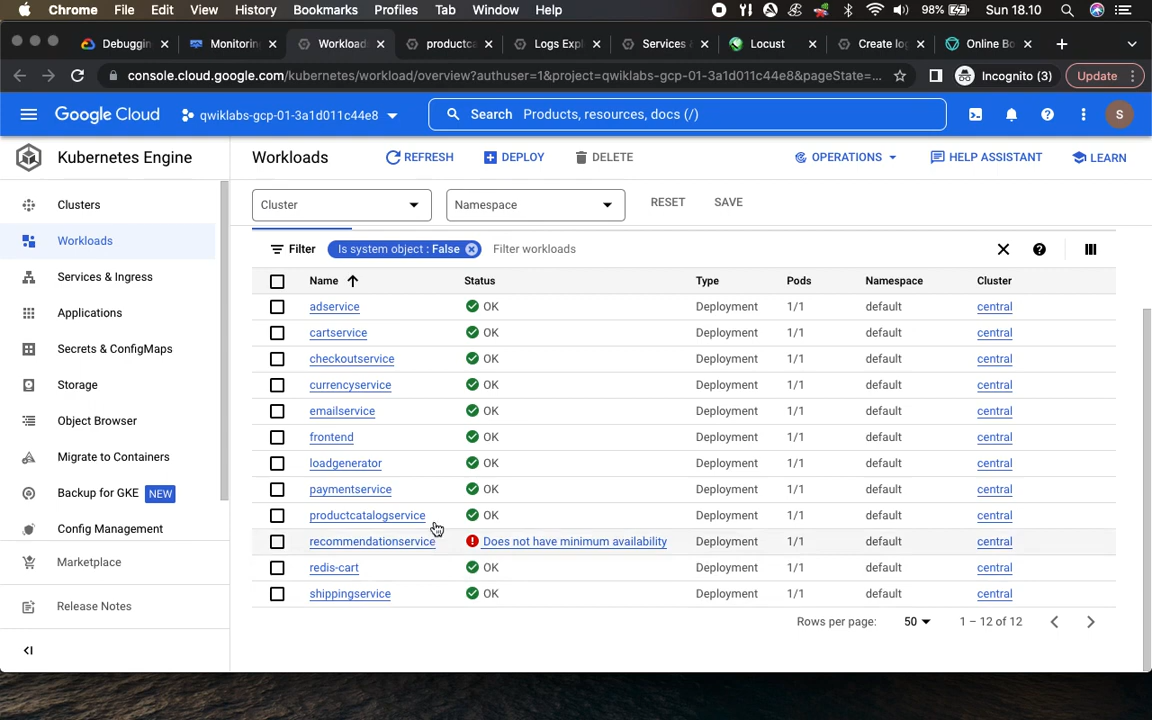 Chrome File Edit View History Bookmarks Profiles Tab Window Help 98% Sun 18.10
Debuggin Monitorin Workload productca Logs Expl Services Locust Create lo Online Bo
console.cloud.google.com/kubernetes/workload/overview?authuser=1&project=qwiklabs-gcp-01-3a1d011c44e8&pageState=... Incognito (3) Update
Google Cloud qwiklabs-gcp-01-3a1d011c44e8 Search Products, resources, docs (/) S
Kubernetes Engine Workloads REFRESH DEPLOY DELETE OPERATIONS HELP ASSISTANT LEARN
Clusters
Workloads
Services & Ingress
Applications
Secrets & ConfigMaps
Storage
Object Browser
Migrate to Containers
Backup for GKE NEW
Config Management
Marketplace
Release Notes
Cluster Namespace RESET SAVE
Filter Is system object : False Filter workloads
Name Status Type Pods Namespace Cluster
adservice OK Deployment 1/1 default central
cartservice OK Deployment 1/1 default central
checkoutservice OK Deployment 1/1 default central
currencyservice OK Deployment 1/1 default central
emailservice OK Deployment 1/1 default central
frontend OK Deployment 1/1 default central
loadgenerator OK Deployment 1/1 default central
paymentservice OK Deployment 1/1 default central
productcatalogservice OK Deployment 1/1 default central
recommendationservice Does not have minimum availability Deployment 1/1 default central
redis-cart OK Deployment 1/1 default central
shippingservice OK Deployment 1/1 default central
Rows per page: 50 1 – 12 of 12